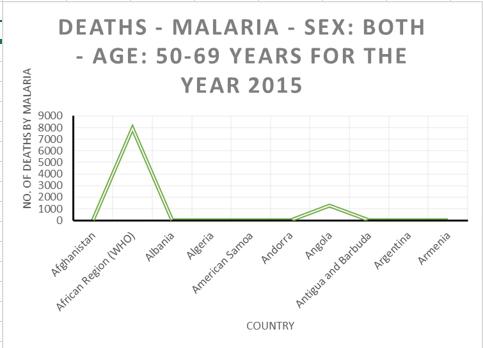 DEATHS - MALARIA - SEX: BOTH
- AGE: 50-69 YEARS FOR THE
YEAR 2015
NO. OF DEATHS BY MALARIA
9000
8000
7000
6000
5000
4000
3000
2000
1000
0
Afghanistan
African Region (WHO)
Albania
Algeria
American Samoa
Andorra
Angola
Antigua and Barbuda
Argentina
Armenia
COUNTRY